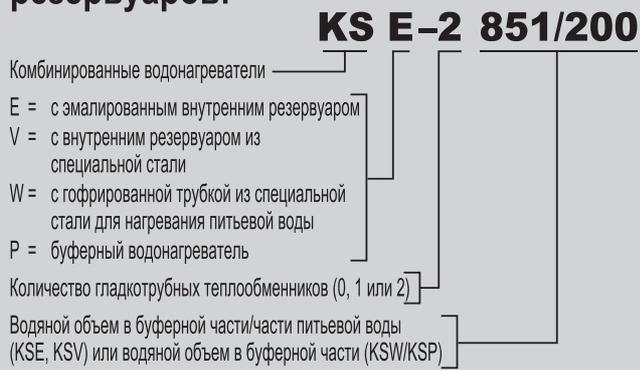 резервуаров:
KS E–2 851/200
Комбинированные водонагреватели
E = с эмалированным внутренним резервуаром
V = с внутренним резервуаром из
специальной стали
W = с гофрированной трубкой из специальной
стали для нагревания питьевой воды
P = буферный водонагреватель
Количество гладкотрубных теплообменников (0, 1 или 2)
Водяной объем в буферной части/части питьевой воды
(KSE, KSV) или водяной объем в буферной части (KSW/KSP)